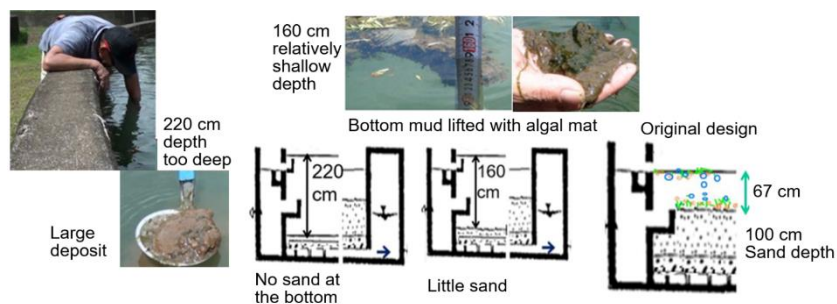 160 cm
relatively
shallow
depth
220 cm
depth
too deep
Bottom mud lifted with algal mat
Original design
Large
deposit
220
cm
160
cm
67 cm
100 cm
Sand depth
No sand at
the bottom
Little sand